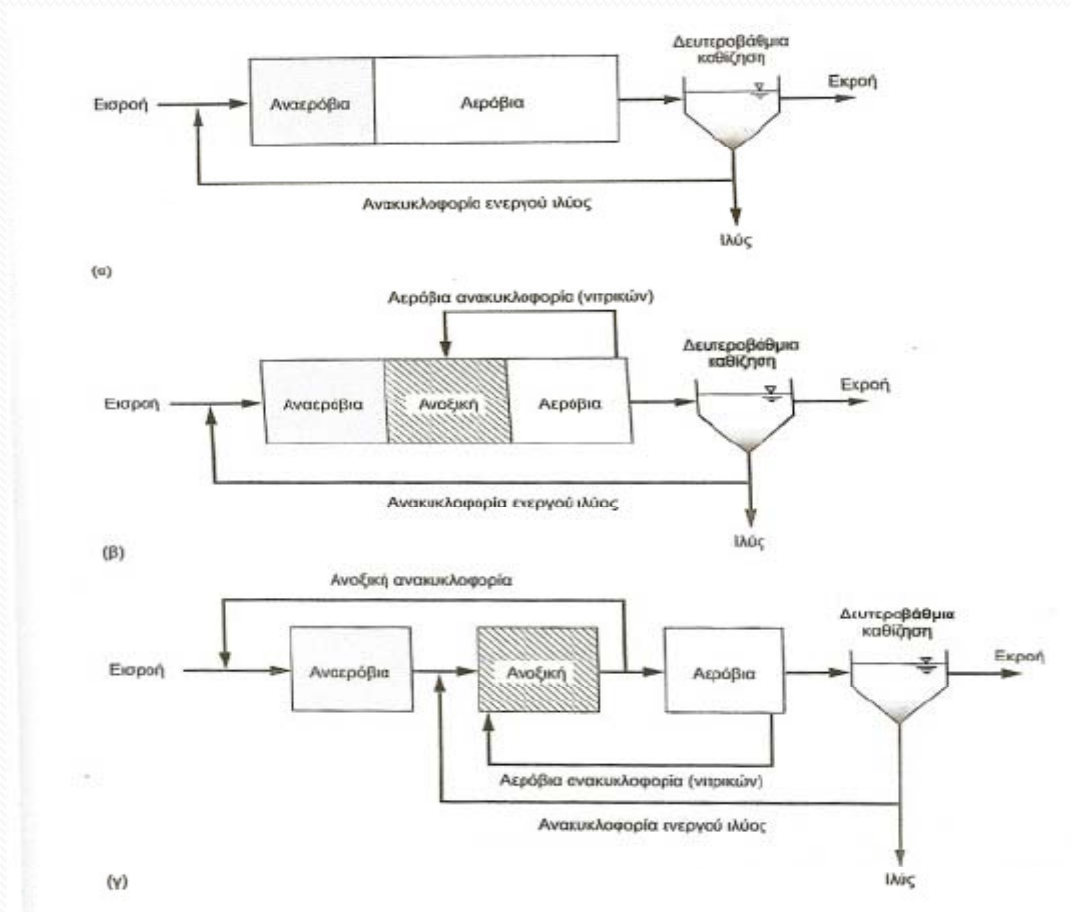 Δευτεροβάθμια
καθίζηση
Εισροή
Αναερόβια
Αερόβια
Εκροή
Ανακυκλοφορία ενεργού ιλύος
Ιλύς
(α)
Αερόβια ανακυκλοφορία (νιτρικών)
Δευτεροβάθμια
καθίζηση
Εισροή
Αναερόβια
Ανοξική
Αερόβια
Εκροή
Ανακυκλοφορία ενεργού ιλύος
Ιλύς
(β)
Ανοξική ανακυκλοφορία
Δευτεροβάθμια
καθίζηση
Εισροή
Αναερόβια
Ανοξική
Αερόβια
Εκροή
Αερόβια ανακυκλοφορία (νιτρικών)
Ανακυκλοφορία ενεργού ιλύος
Ιλύς
(γ)